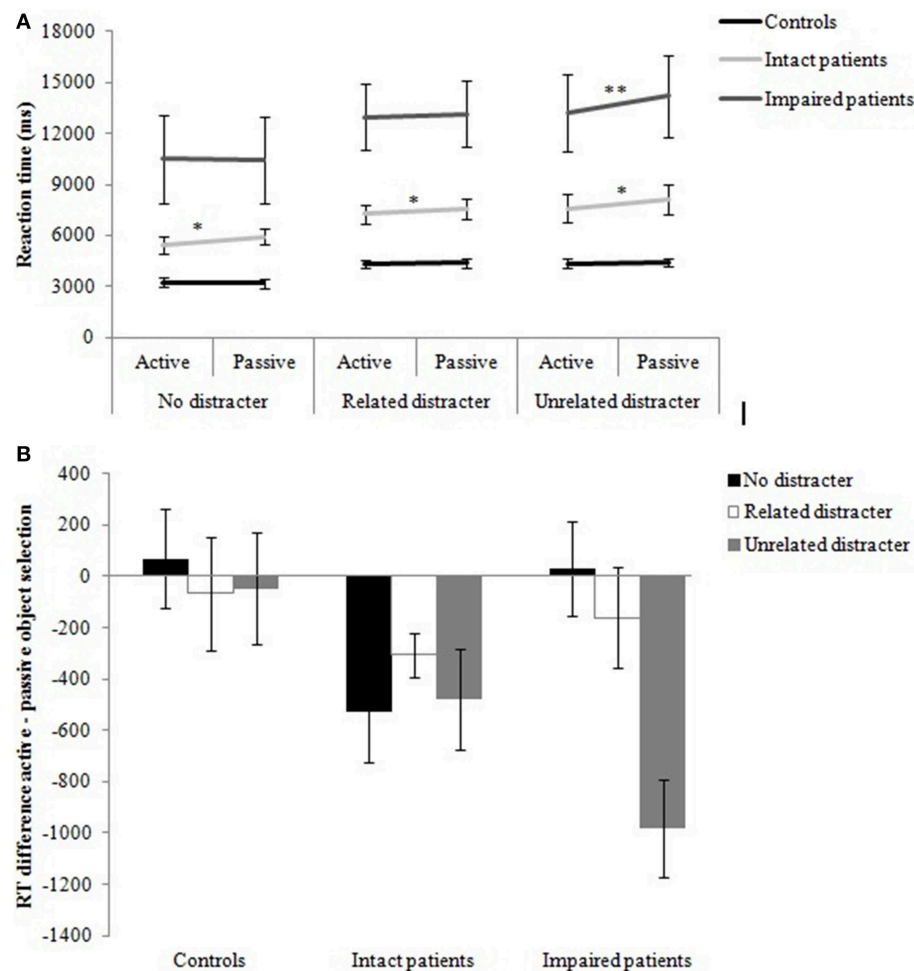 A
Reaction time (ms)
18000
15000
12000
9000
6000
3000
0
*
*
**
*
Active Passive Active Passive Active Passive
No distracter Related distracter Unrelated distracter
Controls
Intact patients
Impaired patients
B
RT difference active - passive object selection
400
200
0
-200
-400
-600
-800
-1000
-1200
-1400
Controls Intact patients Impaired patients
No distracter
Related distracter
Unrelated distracter